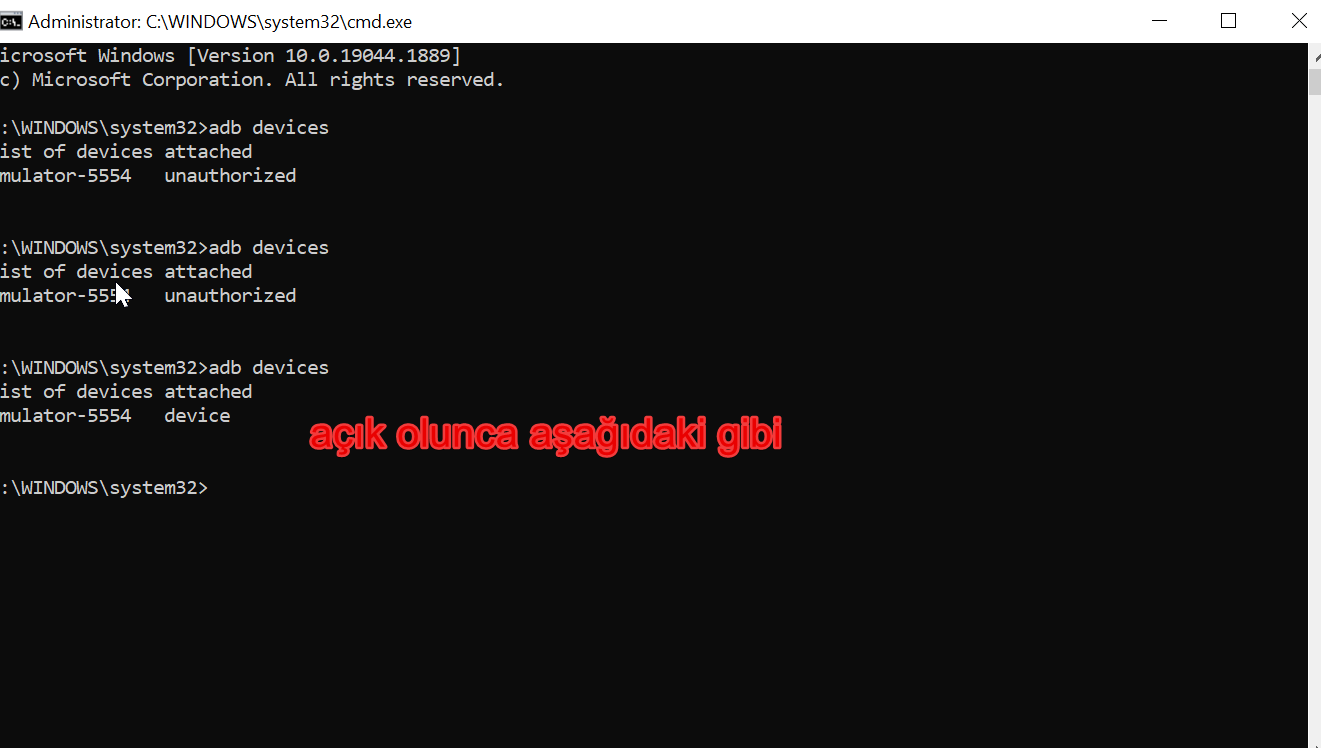 Administrator: C:\WINDOWS\system32\cmd.exe
icrosoft Windows [Version 10.0.19044.1889]
c) Microsoft Corporation. All rights reserved.
:\WINDOWS\system32>adb devices
ist of devices attached
mulator-5554 unauthorized
:\WINDOWS\system32>adb devices
ist of devices attached
mulator-5554 unauthorized
:\WINDOWS\system32>adb devices
ist of devices attached
mulator-5554 device
açık olunca aşağıdaki gibi
:\WINDOWS\system32>